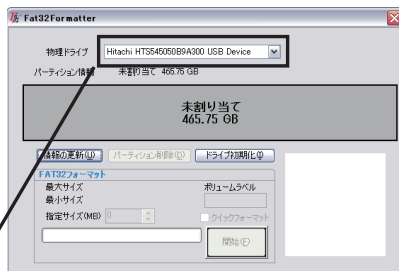 Fat32Formatter
物理ドライブ Hitachi HTS545050B9A300 USB Device
パーティション情報 未割り当て 465.75 GB
未割り当て
465.75 GB
情報の更新(U) パーティション削除(D) ドライブ初期化(I)
FAT32フォーマット
最大サイズ ボリュームラベル
最小サイズ
指定サイズ(MB) 0 クイックフォーマット
開始(F)